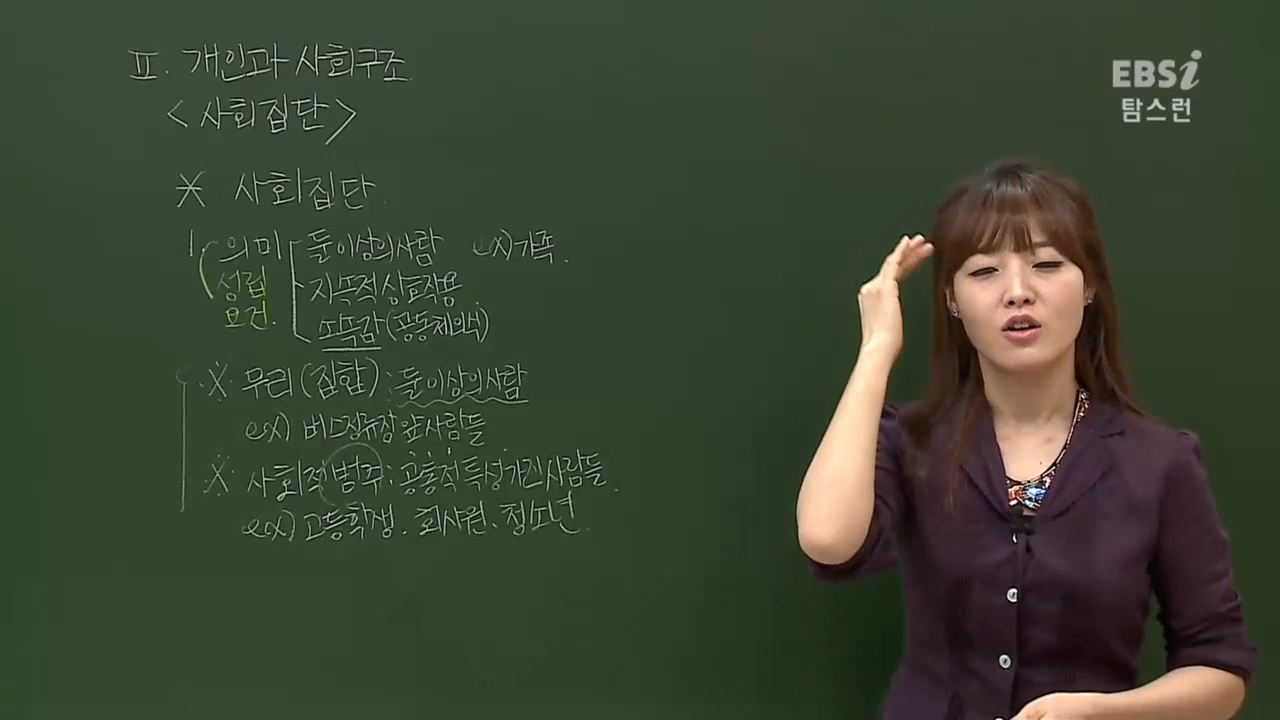 Ⅱ. 개인과 사회구조.
<사회집단>
* 사회집단.
1 의미 둘 이상의 사람 ex) 가족.
성립 지속적 상호작용
요건. 소속감 (공동체 의식)
※ 무리 (집합) : 둘 이상의 사람
ex) 버스정류장 앞 사람들
※ 사회적 범주 : 공통적 특성 가진 사람들.
ex) 고등학생. 회사원. 청소년.
EBSi
탐스런